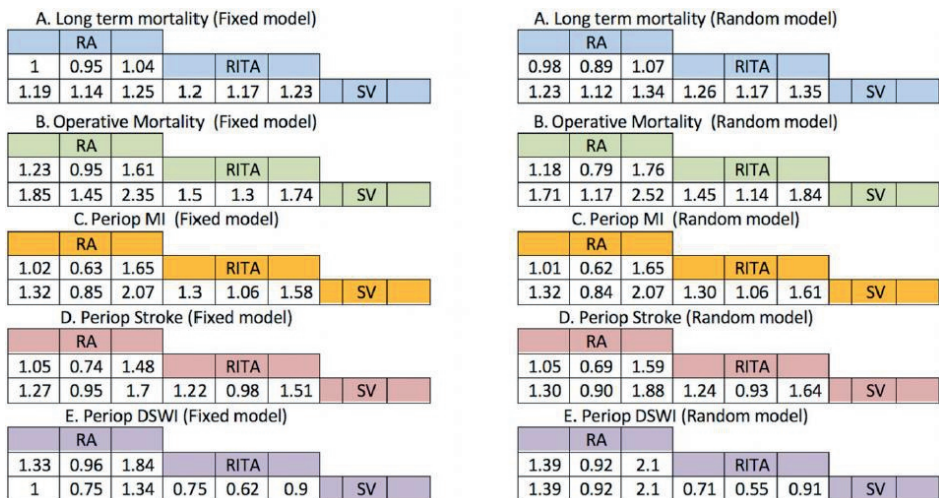 A. Long term mortality (Fixed model)
RA
1 0.95 1.04 RITA
1.19 1.14 1.25 1.2 1.17 1.23 SV
B. Operative Mortality (Fixed model)
RA
1.23 0.95 1.61 RITA
1.85 1.45 2.35 1.5 1.3 1.74 SV
C. Periop MI (Fixed model)
RA
1.02 0.63 1.65 RITA
1.32 0.85 2.07 1.3 1.06 1.58 SV
D. Periop Stroke (Fixed model)
RA
1.05 0.74 1.48 RITA
1.27 0.95 1.7 1.22 0.98 1.51 SV
E. Periop DSWI (Fixed model)
RA
1.33 0.96 1.84 RITA
1 0.75 1.34 0.75 0.62 0.9 SV
A. Long term mortality (Random model)
RA
0.98 0.89 1.07 RITA
1.23 1.12 1.34 1.26 1.17 1.35 SV
B. Operative Mortality (Random model)
RA
1.18 0.79 1.76 RITA
1.71 1.17 2.52 1.45 1.14 1.84 SV
C. Periop MI (Random model)
RA
1.01 0.62 1.65 RITA
1.32 0.84 2.07 1.30 1.06 1.61 SV
D. Periop Stroke (Random model)
RA
1.05 0.69 1.59 RITA
1.30 0.90 1.88 1.24 0.93 1.64 SV
E. Periop DSWI (Random model)
RA
1.39 0.92 2.1 RITA
1.39 0.92 2.1 0.71 0.55 0.91 SV